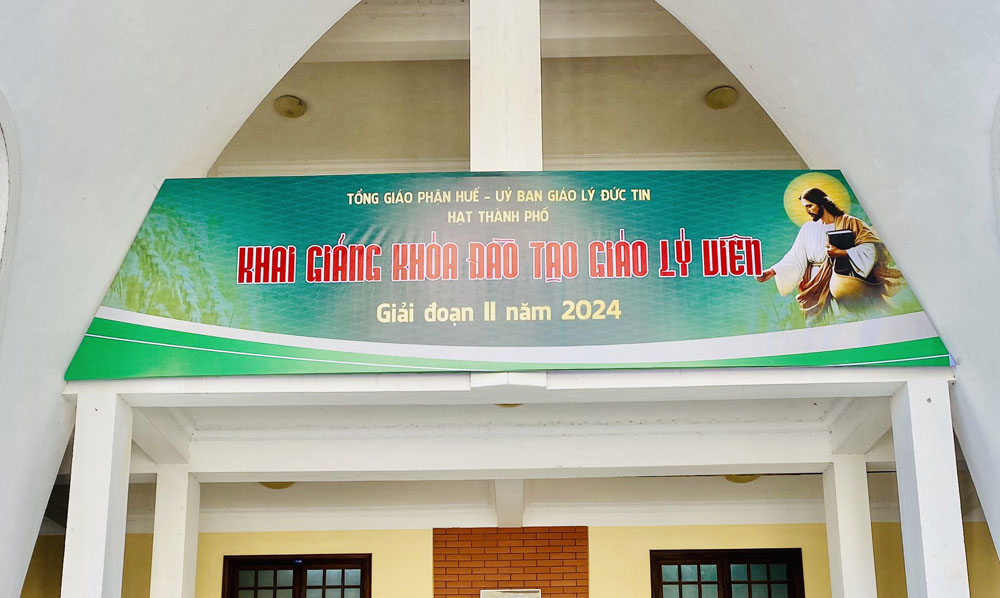 TỔNG GIÁO PHẬN HUẾ - UỶ BAN GIÁO LÝ ĐỨC TIN
HẠT THÀNH PHỐ
KHAI GIẢNG KHÓA ĐÀO TẠO GIÁO LÝ VIÊN
Giải đoạn II năm 2024